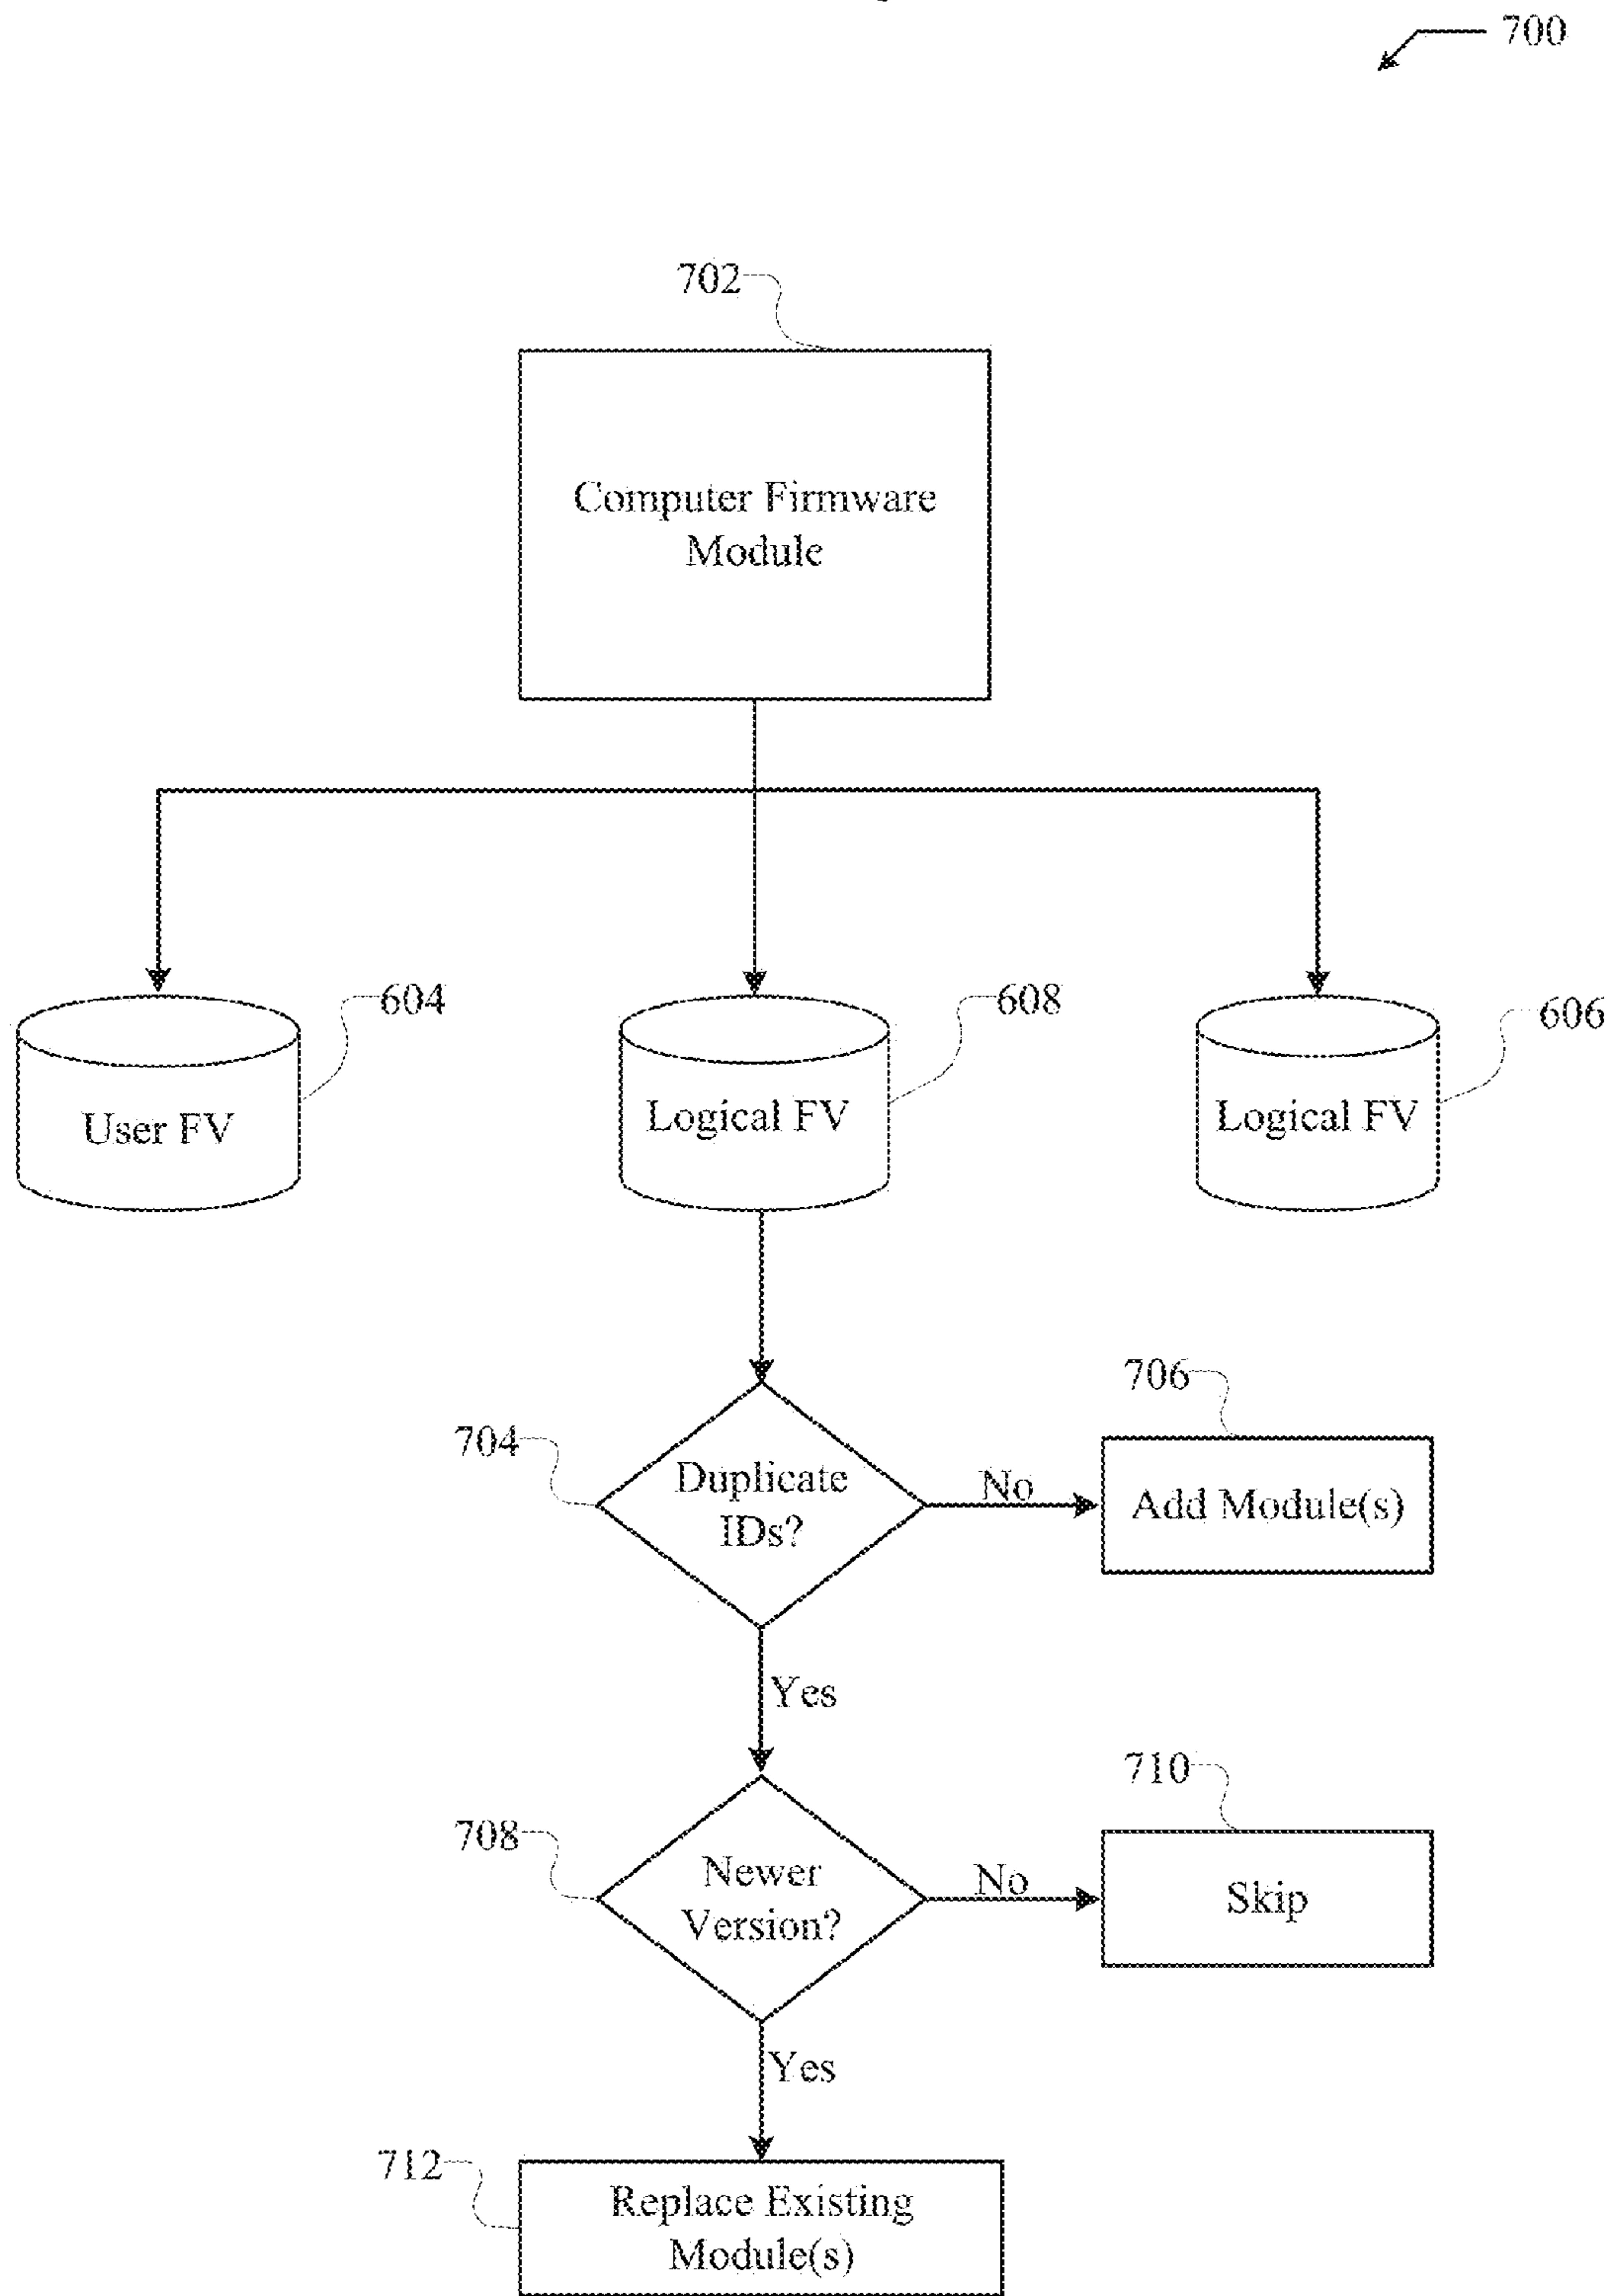 700
702
Computer Firmware
Module
604
608
606
User FV
Logical FV
Logical FV
704
Duplicate
IDs?
No
706
Add Module(s)
Yes
708
Newer
Version?
No
710
Skip
Yes
712
Replace Existing
Module(s)